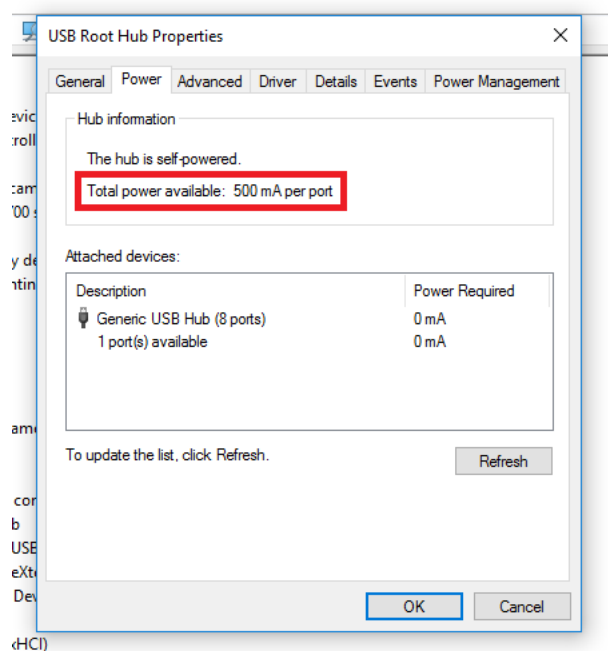 USB Root Hub Properties
General Power Advanced Driver Details Events Power Management
Hub information
The hub is self-powered.
Total power available: 500 mA per port
Attached devices:
Description Power Required
Generic USB Hub (8 ports) 0 mA
1 port(s) available 0 mA
To update the list, click Refresh.
Refresh
OK Cancel
USB